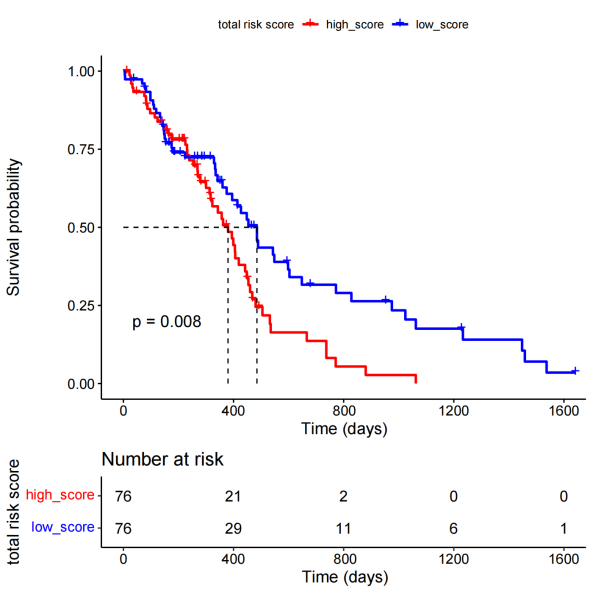 total risk score high_score low_score
1.00
0.75
0.50
0.25
0.00
Survival probability
p = 0.008
0 400 800 1200 1600
Time (days)
Number at risk
total risk score
high_score 76 21 2 0 0
low_score 76 29 11 6 1
0 400 800 1200 1600
Time (days)